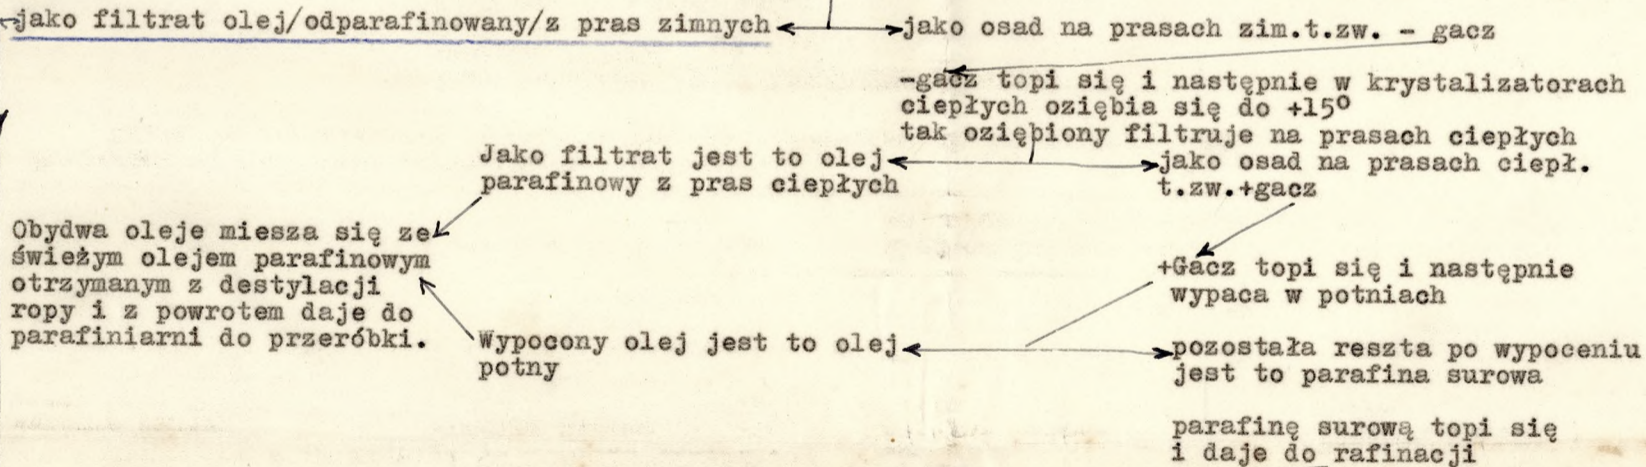 jako filtrat olej/odparafinowany/z pras zimnych
jako osad na prasach zim.t.zw. - gacz
-gacz topi się i następnie w krystalizatorach
ciepłych oziębia się do +15°
tak oziębiony filtruje na prasach ciepłych
Jako filtrat jest to olej
parafinowy z pras ciepłych
jako osad na prasach ciepł.
t.zw.+gacz
Obydwa oleje miesza się ze
świeżym olejem parafinowym
otrzymanym z destylacji
ropy i z powrotem daje do
parafiniarni do przeróbki.
+Gacz topi się i następnie
wypaca w potniach
Wypocony olej jest to olej
potny
pozostała reszta po wypoceniu
jest to parafina surowa
parafinę surową topi się
i daje do rafinacji